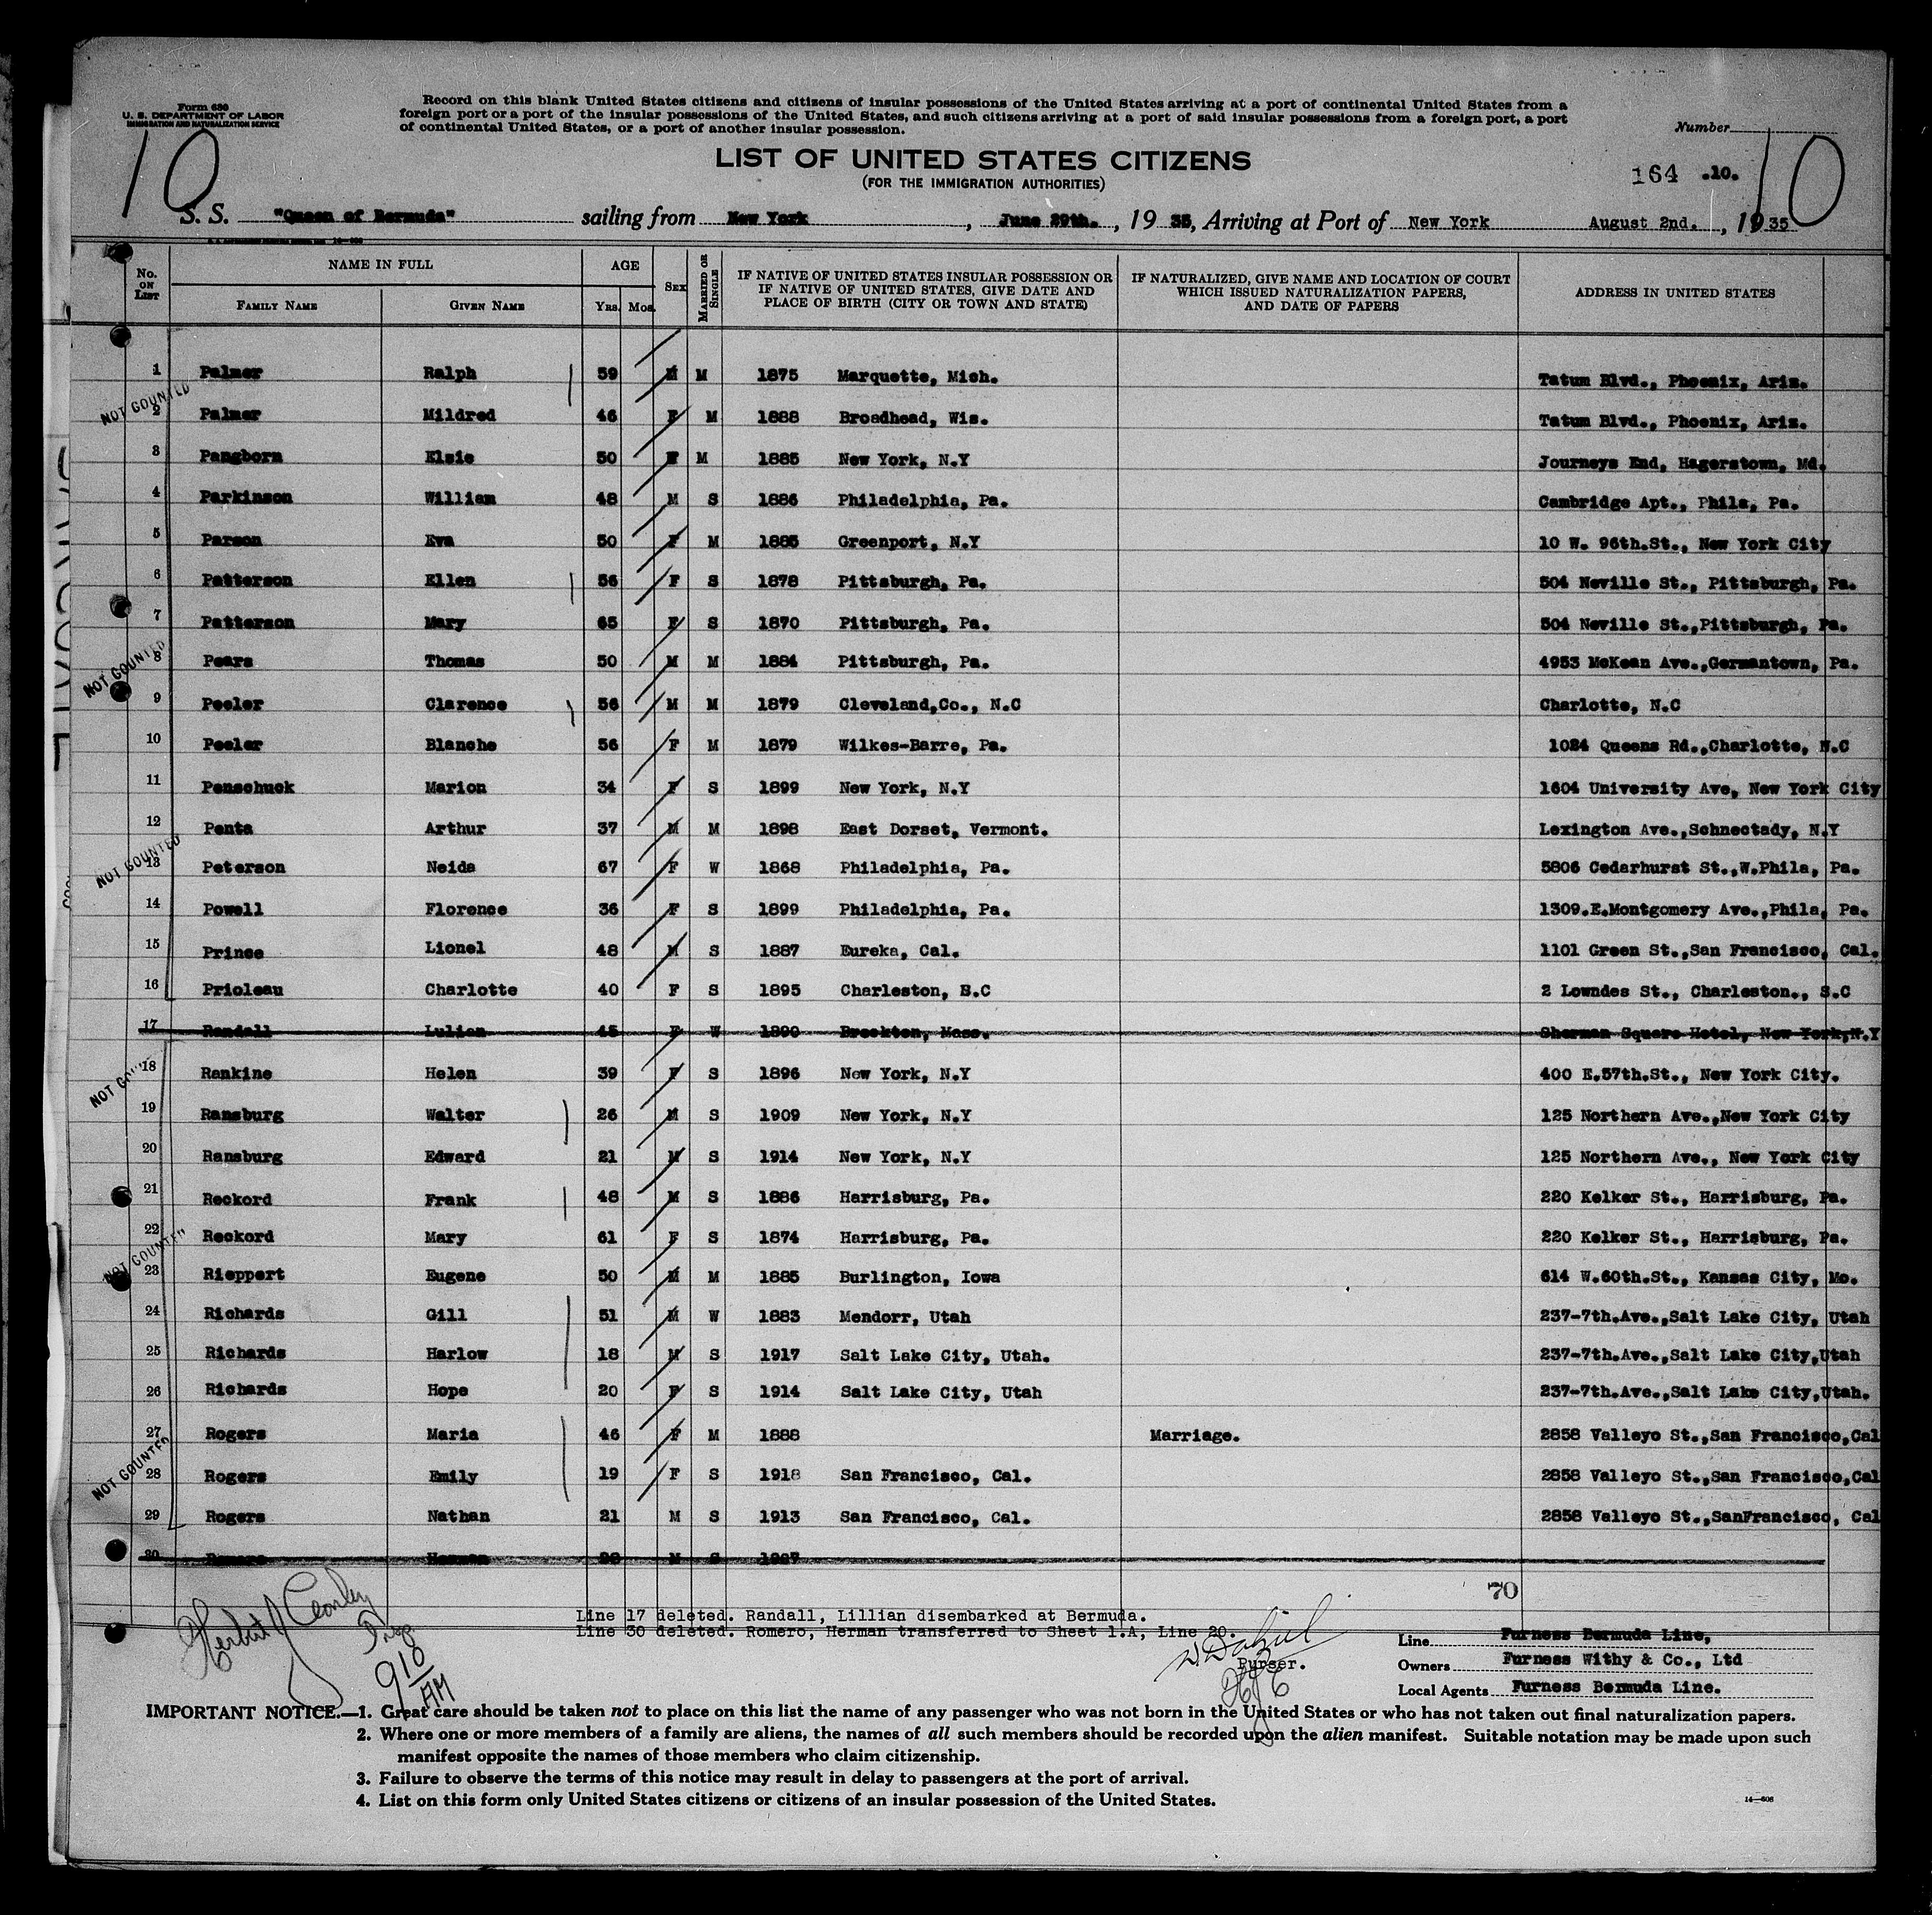 Form 630
U. S. DEPARTMENT OF LABOR
IMMIGRATION AND NATURALIZATION SERVICE
Record on this blank United States citizens and citizens of insular possessions of the United States arriving at a port of continental United States from a
foreign port or a port of the insular possessions of the United States, and such citizens arriving at a port of said insular possessions from a foreign port, a port
of continental United States, or a port of another insular possession.
Number
10
LIST OF UNITED STATES CITIZENS
(FOR THE IMMIGRATION AUTHORITIES)
164 .10.
10
S. S. "Queen of Bermuda" sailing from New York, June 29th., 1935, Arriving at Port of New York August 2nd., 1935
No. ON LIST NAME IN FULL AGE SEX MARRIED OR SINGLE IF NATIVE OF UNITED STATES INSULAR POSSESSION OR IF NATIVE OF UNITED STATES, GIVE DATE AND PLACE OF BIRTH (CITY OR TOWN AND STATE) IF NATURALIZED, GIVE NAME AND LOCATION OF COURT WHICH ISSUED NATURALIZATION PAPERS, AND DATE OF PAPERS ADDRESS IN UNITED STATES
FAMILY NAME GIVEN NAME YRS. MOS.
1 Palmer Ralph 59 M M 1875 Marquette, Mich. Tatum Blvd., Phoenix, Ariz.
NOT COUNTED
2 Palmer Mildred 46 F M 1888 Broadhead, Wis. Tatum Blvd., Phoenix, Ariz.
3 Pangborn Elsie 50 F M 1885 New York, N.Y Journeys End, Hagerstown, Md.
4 Parkinson William 48 M S 1886 Philadelphia, Pa. Cambridge Apt., Phila, Pa.
5 Parson Eva 50 F M 1885 Greenport, N.Y 10 W. 96th.St., New York City
6 Patterson Ellen 56 F S 1878 Pittsburgh, Pa. 504 Neville St., Pittsburgh, Pa.
7 Patterson Mary 65 F S 1870 Pittsburgh, Pa. 504 Neville St.,Pittsburgh, Pa.
NOT COUNTED
8 Pears Thomas 50 M M 1884 Pittsburgh, Pa. 4953 McKean Ave.,Germantown, Pa.
9 Peeler Clarence 56 M M 1879 Cleveland,Co., N.C Charlotte, N.C
10 Peeler Blanche 56 F M 1879 Wilkes-Barre, Pa. 1024 Queens Rd.,Charlotte, N.C
11 Penschuck Marion 34 F S 1899 New York, N.Y 1604 University Ave, New York City
12 Penta Arthur 37 M M 1898 East Dorset, Vermont. Lexington Ave.,Schnectady, N.Y
NOT COUNTED
13 Peterson Neida 67 F W 1868 Philadelphia, Pa. 5806 Cedarhurst St.,W.Phila, Pa.
14 Powell Florence 36 F S 1899 Philadelphia, Pa. 1309.E.Montgomery Ave.,Phila, Pa.
15 Prince Lionel 48 M S 1887 Eureka, Cal. 1101 Green St.,San Francisco, Cal.
16 Prioleau Charlotte 40 F S 1895 Charleston, S.C 2 Lowndes St., Charleston., S.C
17 Randall Lulian 45 F W 1890 Brockton, Mass. Sherman Square Hotel, New York,N.Y
18 Rankine Helen 39 F S 1896 New York, N.Y 400 E.57th.St., New York City.
19 Ransburg Walter 26 M S 1909 New York, N.Y 125 Northern Ave.,New York City
20 Ransburg Edward 21 M S 1914 New York, N.Y 125 Northern Ave., New York City
21 Reckord Frank 48 M S 1886 Harrisburg, Pa. 220 Kelker St., Harrisburg, Pa.
22 Reckord Mary 61 F S 1874 Harrisburg, Pa. 220 Kelker St., Harrisburg, Pa.
NOT COUNTED
23 Rieppert Eugene 50 M M 1885 Burlington, Iowa 614 W.60th.St., Kansas City, Mo.
24 Richards Gill 51 M W 1883 Mendorr, Utah 237-7th.Ave.,Salt Lake City, Utah
25 Richards Harlow 18 M S 1917 Salt Lake City, Utah. 237-7th.Ave.,Salt Lake City,Utah
26 Richards Hope 20 F S 1914 Salt Lake City, Utah 237-7th.Ave.,Salt Lake City,Utah.
27 Rogers Maria 46 F M 1888 Marriage. 2858 Valleyo St.,San Francisco,Cal
NOT COUNTED
28 Rogers Emily 19 F S 1918 San Francisco, Cal. 2858 Valleyo St.,San Francisco,Cal
29 Rogers Nathan 21 M S 1913 San Francisco, Cal. 2858 Valleyo St.,SanFrancisco, Cal
30 Romero Herman M S 1907
70
Line 17 deleted. Randall, Lillian disembarked at Bermuda.
Line 30 deleted. Romero, Herman transferred to Sheet 1.A, Line 20.
Purser.
910 AM
Line Furness Bermuda Line,
Owners Furness Withy & Co., Ltd
Local Agents Furness Bermuda Line.
IMPORTANT NOTICE.—1. Great care should be taken not to place on this list the name of any passenger who was not born in the United States or who has not taken out final naturalization papers.
2. Where one or more members of a family are aliens, the names of all such members should be recorded upon the alien manifest. Suitable notation may be made upon such
manifest opposite the names of those members who claim citizenship.
3. Failure to observe the terms of this notice may result in delay to passengers at the port of arrival.
4. List on this form only United States citizens or citizens of an insular possession of the United States.